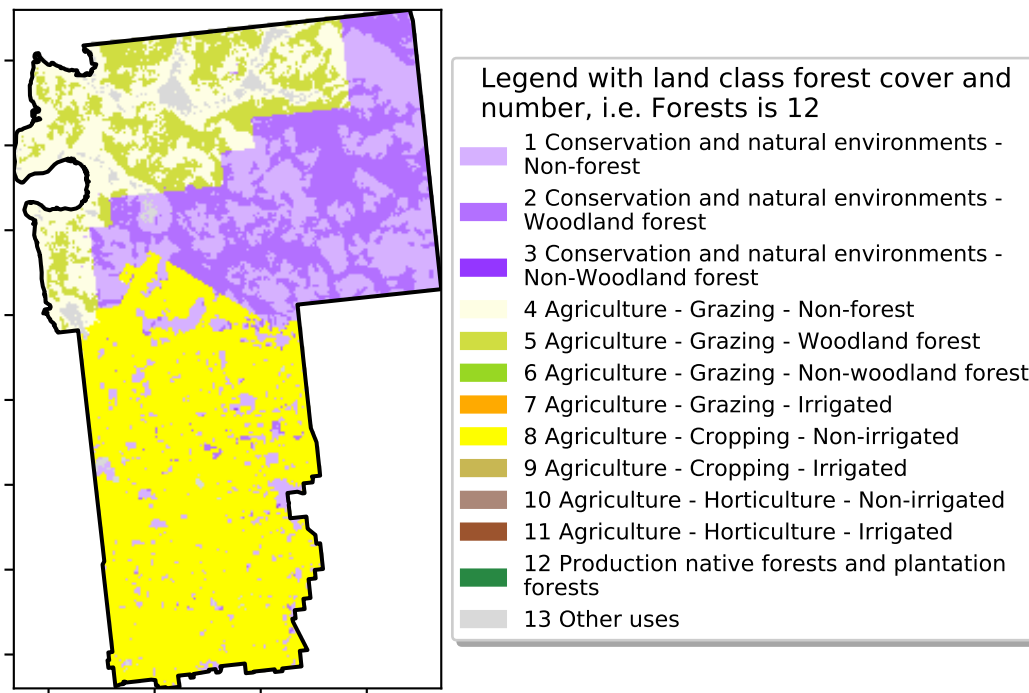 Legend with land class forest cover and
number, i.e. Forests is 12
1 Conservation and natural environments -
Non-forest
2 Conservation and natural environments -
Woodland forest
3 Conservation and natural environments -
Non-Woodland forest
4 Agriculture - Grazing - Non-forest
5 Agriculture - Grazing - Woodland forest
6 Agriculture - Grazing - Non-woodland forest
7 Agriculture - Grazing - Irrigated
8 Agriculture - Cropping - Non-irrigated
9 Agriculture - Cropping - Irrigated
10 Agriculture - Horticulture - Non-irrigated
11 Agriculture - Horticulture - Irrigated
12 Production native forests and plantation
forests
13 Other uses